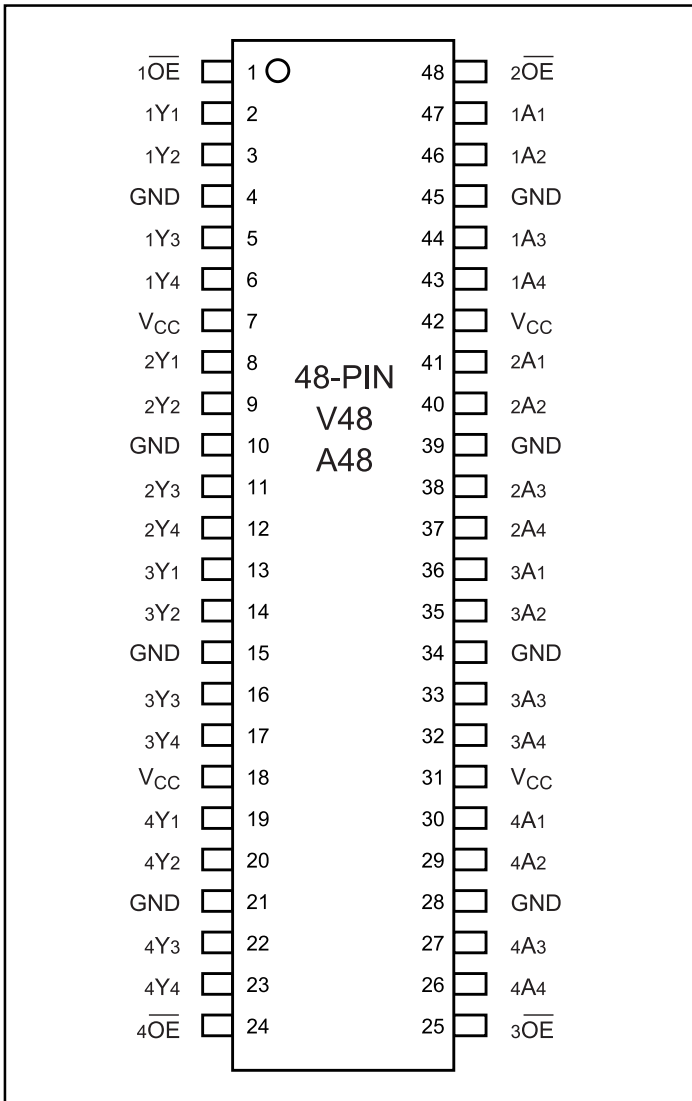 1O̅E̅ 1 48 2O̅E̅
1Y1 2 47 1A1
1Y2 3 46 1A2
GND 4 45 GND
1Y3 5 44 1A3
1Y4 6 43 1A4
VCC 7 42 VCC
2Y1 8 41 2A1
2Y2 9 40 2A2
GND 10 39 GND
2Y3 11 38 2A3
2Y4 12 37 2A4
3Y1 13 36 3A1
3Y2 14 35 3A2
GND 15 34 GND
3Y3 16 33 3A3
3Y4 17 32 3A4
VCC 18 31 VCC
4Y1 19 30 4A1
4Y2 20 29 4A2
GND 21 28 GND
4Y3 22 27 4A3
4Y4 23 26 4A4
4O̅E̅ 24 25 3O̅E̅
48-PIN
V48
A48